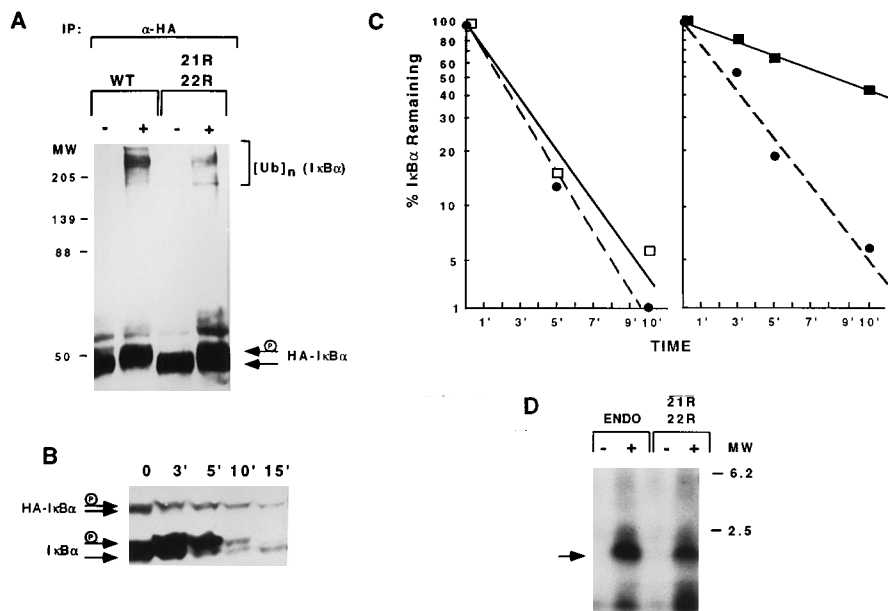 A
IP:
α-HA
21R
WT 22R
- + - +
MW
[Ub]n (IκBα)
205
139
88
50
P
HA-IκBα
B
0 3' 5' 10' 15'
HA-IκBα P
P
IκBα
C
% IκBα Remaining
100
80
60
50
40
30
20
10
5
1
1' 3' 5' 7' 9' 10'
1' 3' 5' 7' 9' 10'
TIME
D
21R
ENDO 22R
- + - + MW
6.2
2.5